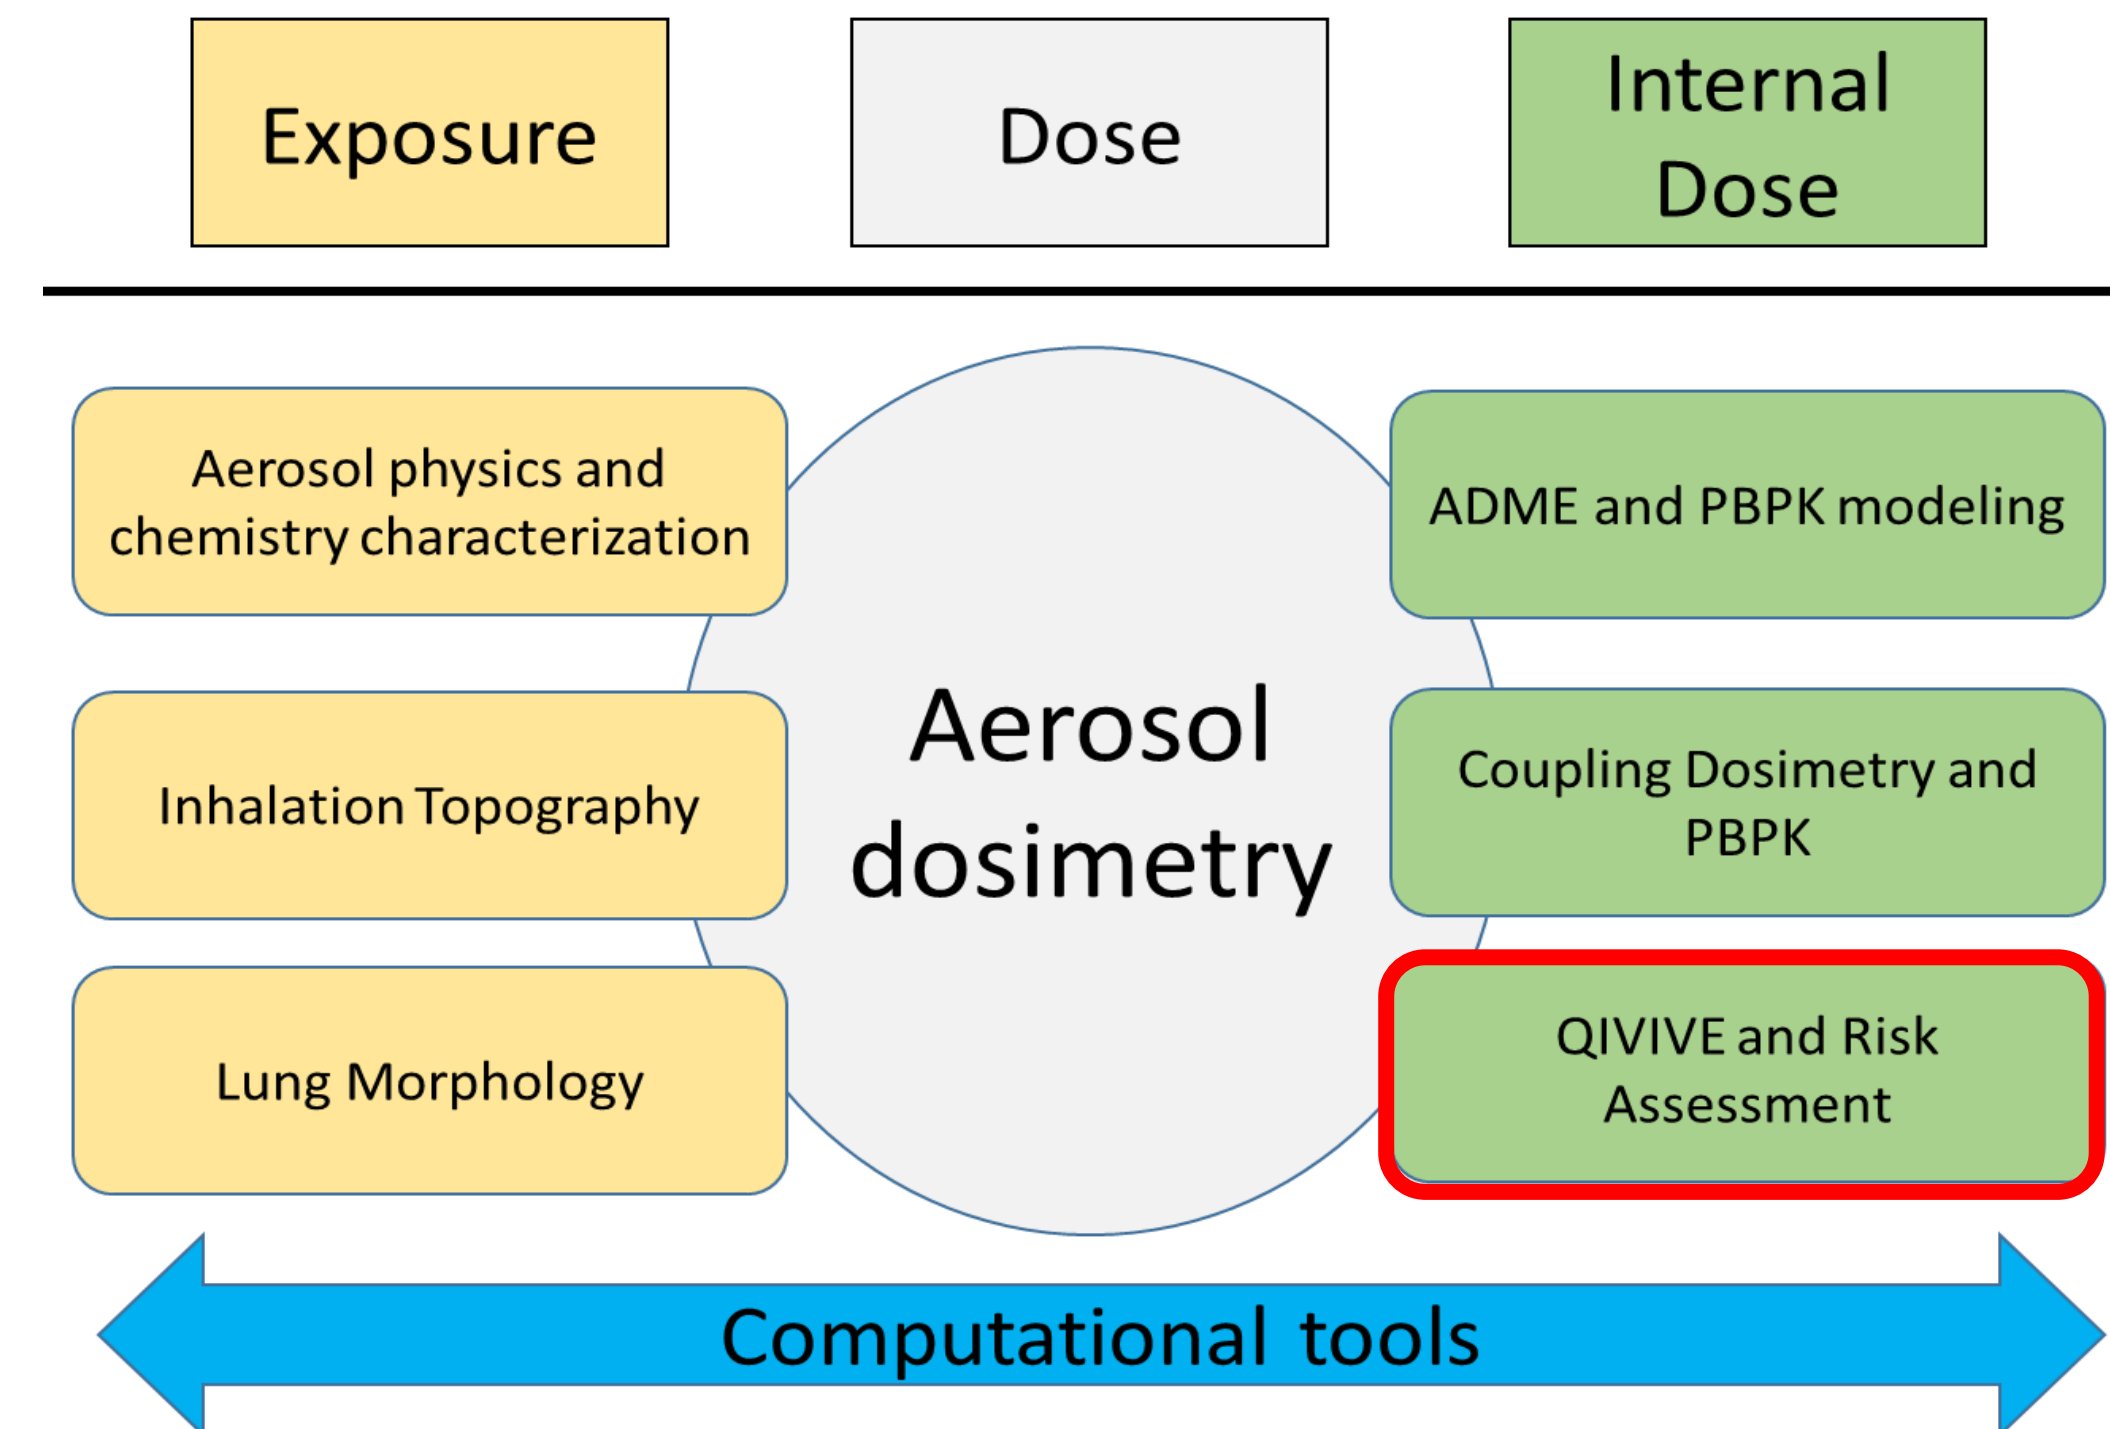 Exposure
Dose
Internal
Dose
Aerosol physics and
chemistry characterization
Inhalation Topography
Lung Morphology
Aerosol
dosimetry
ADME and PBPK modeling
Coupling Dosimetry and
PBPK
QIVIVE and Risk
Assessment
Computational tools